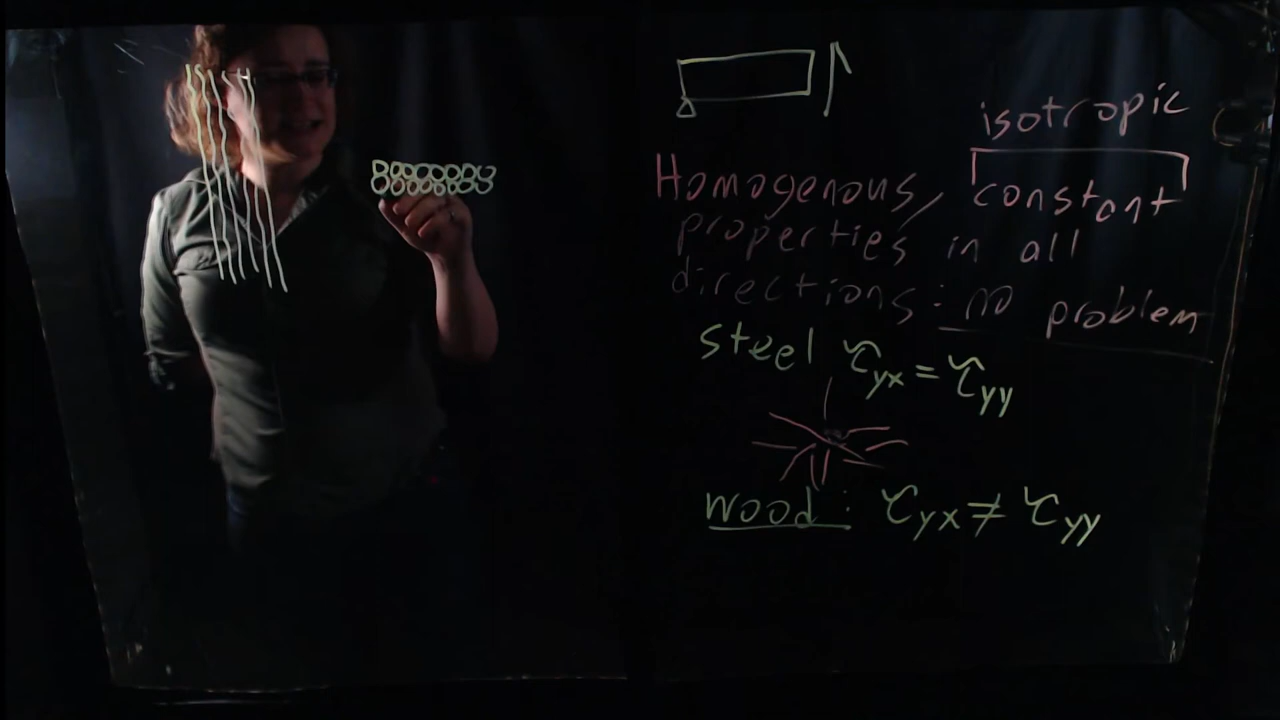 isotropic
Homogenous, constant
properties in all
directions: no problem
steel τyx = τyy
wood: τyx ≠ τyy